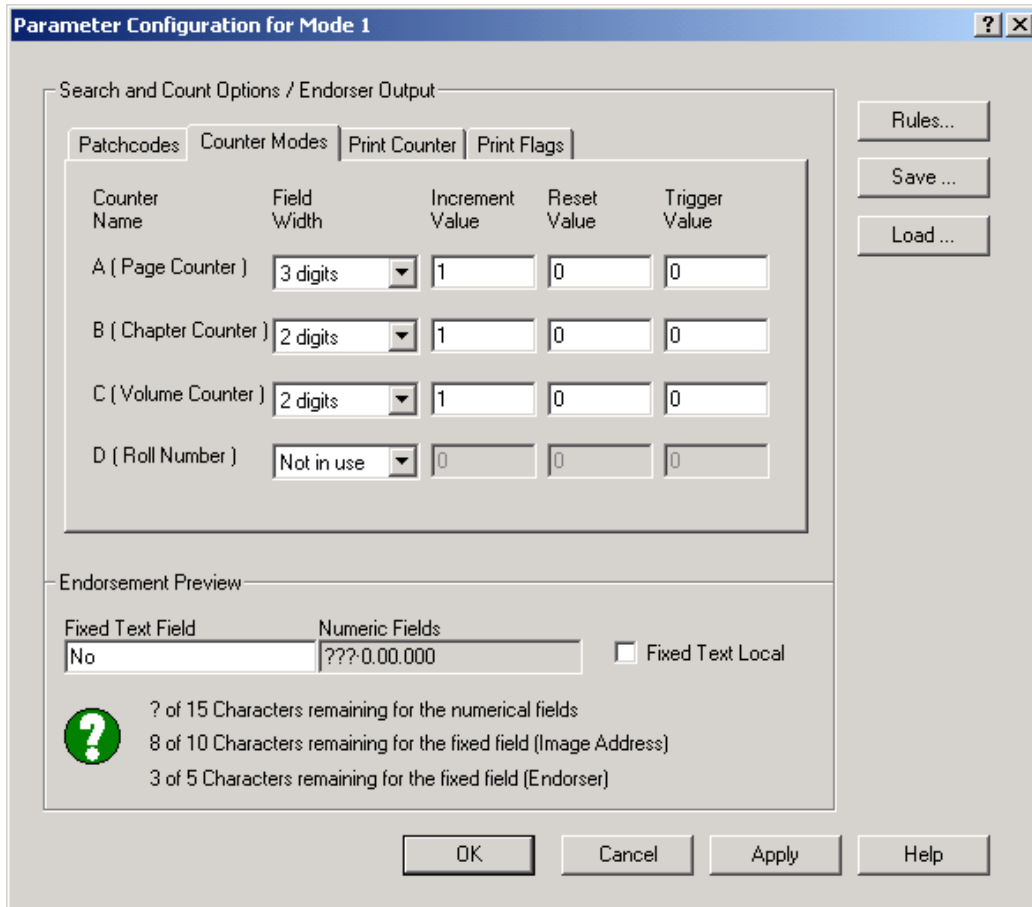 Parameter Configuration for Mode 1
Search and Count Options / Endorser Output
Rules...
Save ...
Load ...
Patchcodes Counter Modes Print Counter Print Flags
Counter Name Field Width Increment Value Reset Value Trigger Value
A ( Page Counter ) 3 digits 1 0 0
B ( Chapter Counter ) 2 digits 1 0 0
C ( Volume Counter ) 2 digits 1 0 0
D ( Roll Number ) Not in use 0 0 0
Endorsement Preview
Fixed Text Field Numeric Fields
No ???·0.00.000 Fixed Text Local
? of 15 Characters remaining for the numerical fields
8 of 10 Characters remaining for the fixed field (Image Address)
3 of 5 Characters remaining for the fixed field (Endorser)
OK Cancel Apply Help